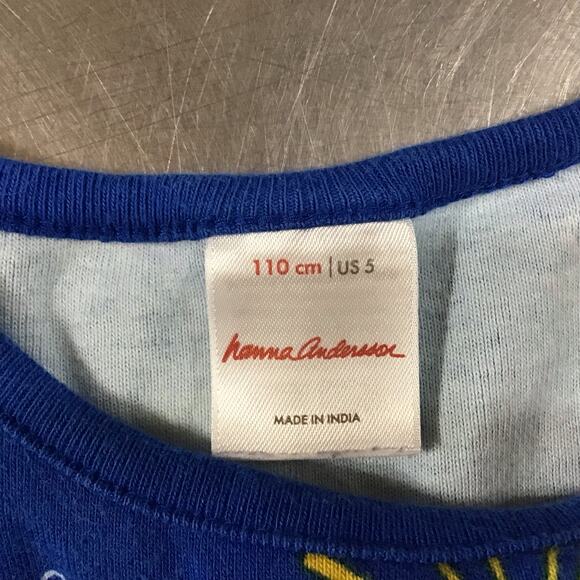 110 cm | US 5
hanna andersson
MADE IN INDIA